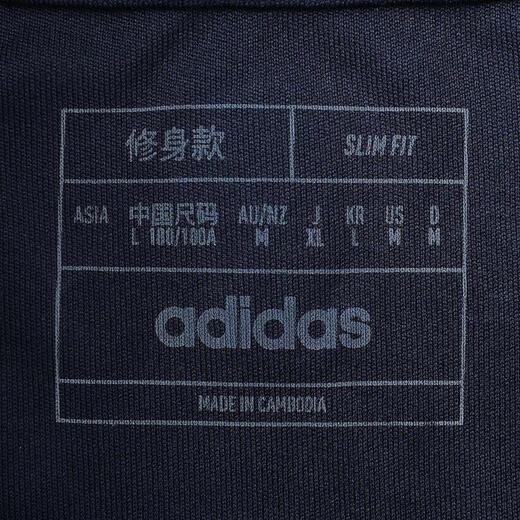 修身款 SLIM FIT
ASIA 中国尺码 AU/NZ J KR US D
L 180/100A M XL L M M
adidas
MADE IN CAMBODIA